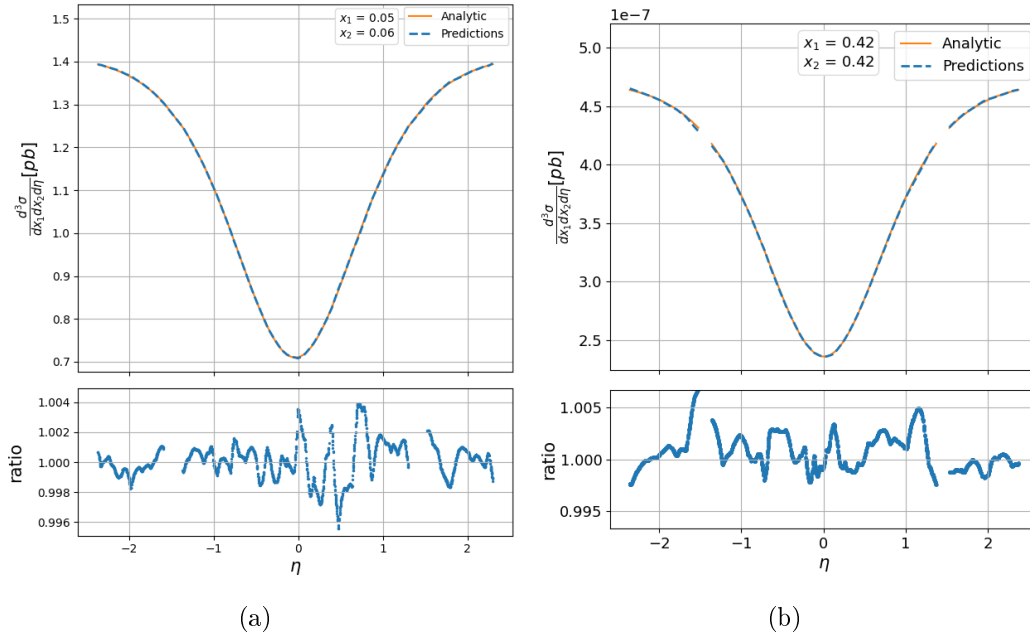 x₁ = 0.05
x₂ = 0.06
Analytic
Predictions
1.5
1.4
1.3
1.2
1.1
1.0
0.9
0.8
0.7
d³σ/dx₁dx₂dη [pb]
1.004
1.002
1.000
0.998
0.996
ratio
−2 −1 0 1 2
η
(a)
1e−7
x₁ = 0.42
x₂ = 0.42
Analytic
Predictions
5.0
4.5
4.0
3.5
3.0
2.5
d³σ/dx₁dx₂dη [pb]
1.005
1.000
0.995
ratio
−2 −1 0 1 2
η
(b)